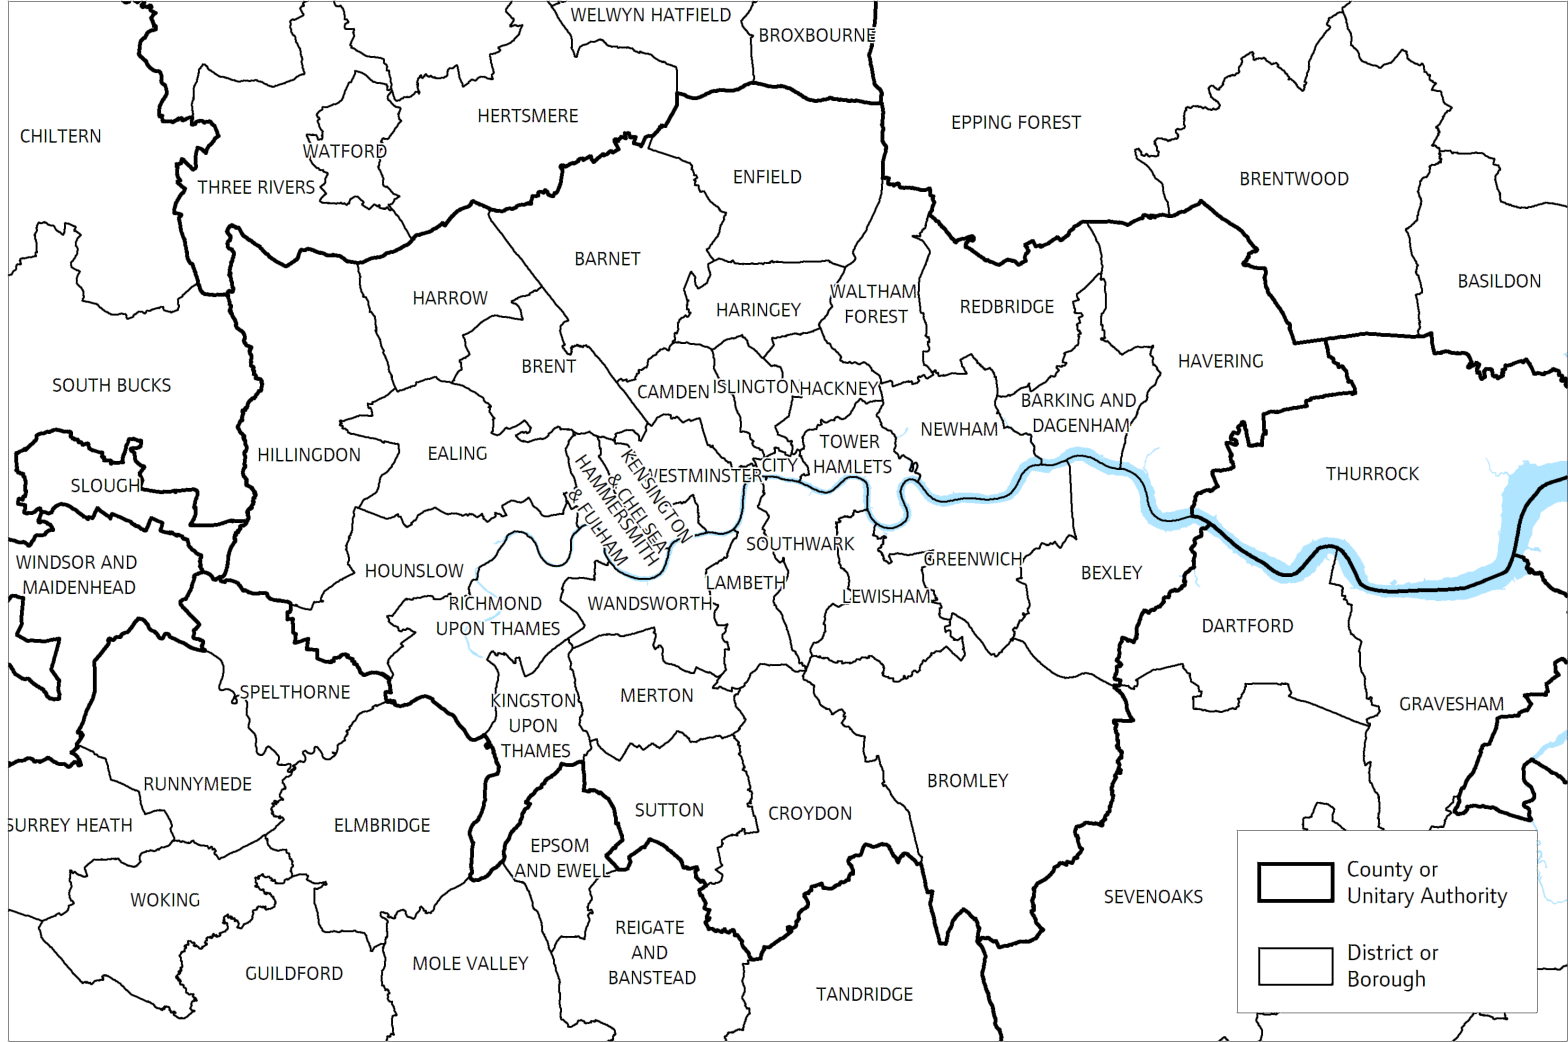 WELWYN HATFIELD
BROXBOURNE
HERTSMERE
EPPING FOREST
CHILTERN
WATFORD
THREE RIVERS
ENFIELD
BRENTWOOD
BARNET
HARROW
HARINGEY
WALTHAM
FOREST
REDBRIDGE
BASILDON
SOUTH BUCKS
BRENT
CAMDEN
ISLINGTON
HACKNEY
HAVERING
BARKING AND
DAGENHAM
HILLINGDON
EALING
NEWHAM
TOWER
HAMLETS
CITY
WESTMINSTER
KENSINGTON
& CHELSEA
HAMMERSMITH
& FULHAM
SLOUGH
THURROCK
WINDSOR AND
MAIDENHEAD
HOUNSLOW
SOUTHWARK
GREENWICH
BEXLEY
LAMBETH
LEWISHAM
RICHMOND
UPON THAMES
WANDSWORTH
DARTFORD
SPELTHORNE
KINGSTON
UPON
THAMES
MERTON
GRAVESHAM
RUNNYMEDE
BROMLEY
SURREY HEATH
ELMBRIDGE
SUTTON
CROYDON
EPSOM
AND EWELL
WOKING
SEVENOAKS
REIGATE
AND
BANSTEAD
GUILDFORD
MOLE VALLEY
TANDRIDGE
County or
Unitary Authority
District or
Borough